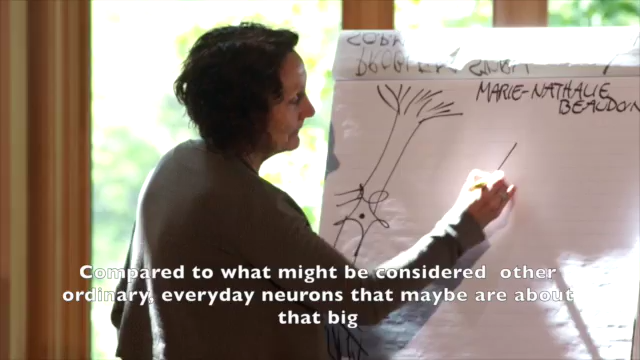 MARIE-NATHALIE
BEAUDOIN
Compared to what might be considered other
ordinary, everyday neurons that maybe are about
that big